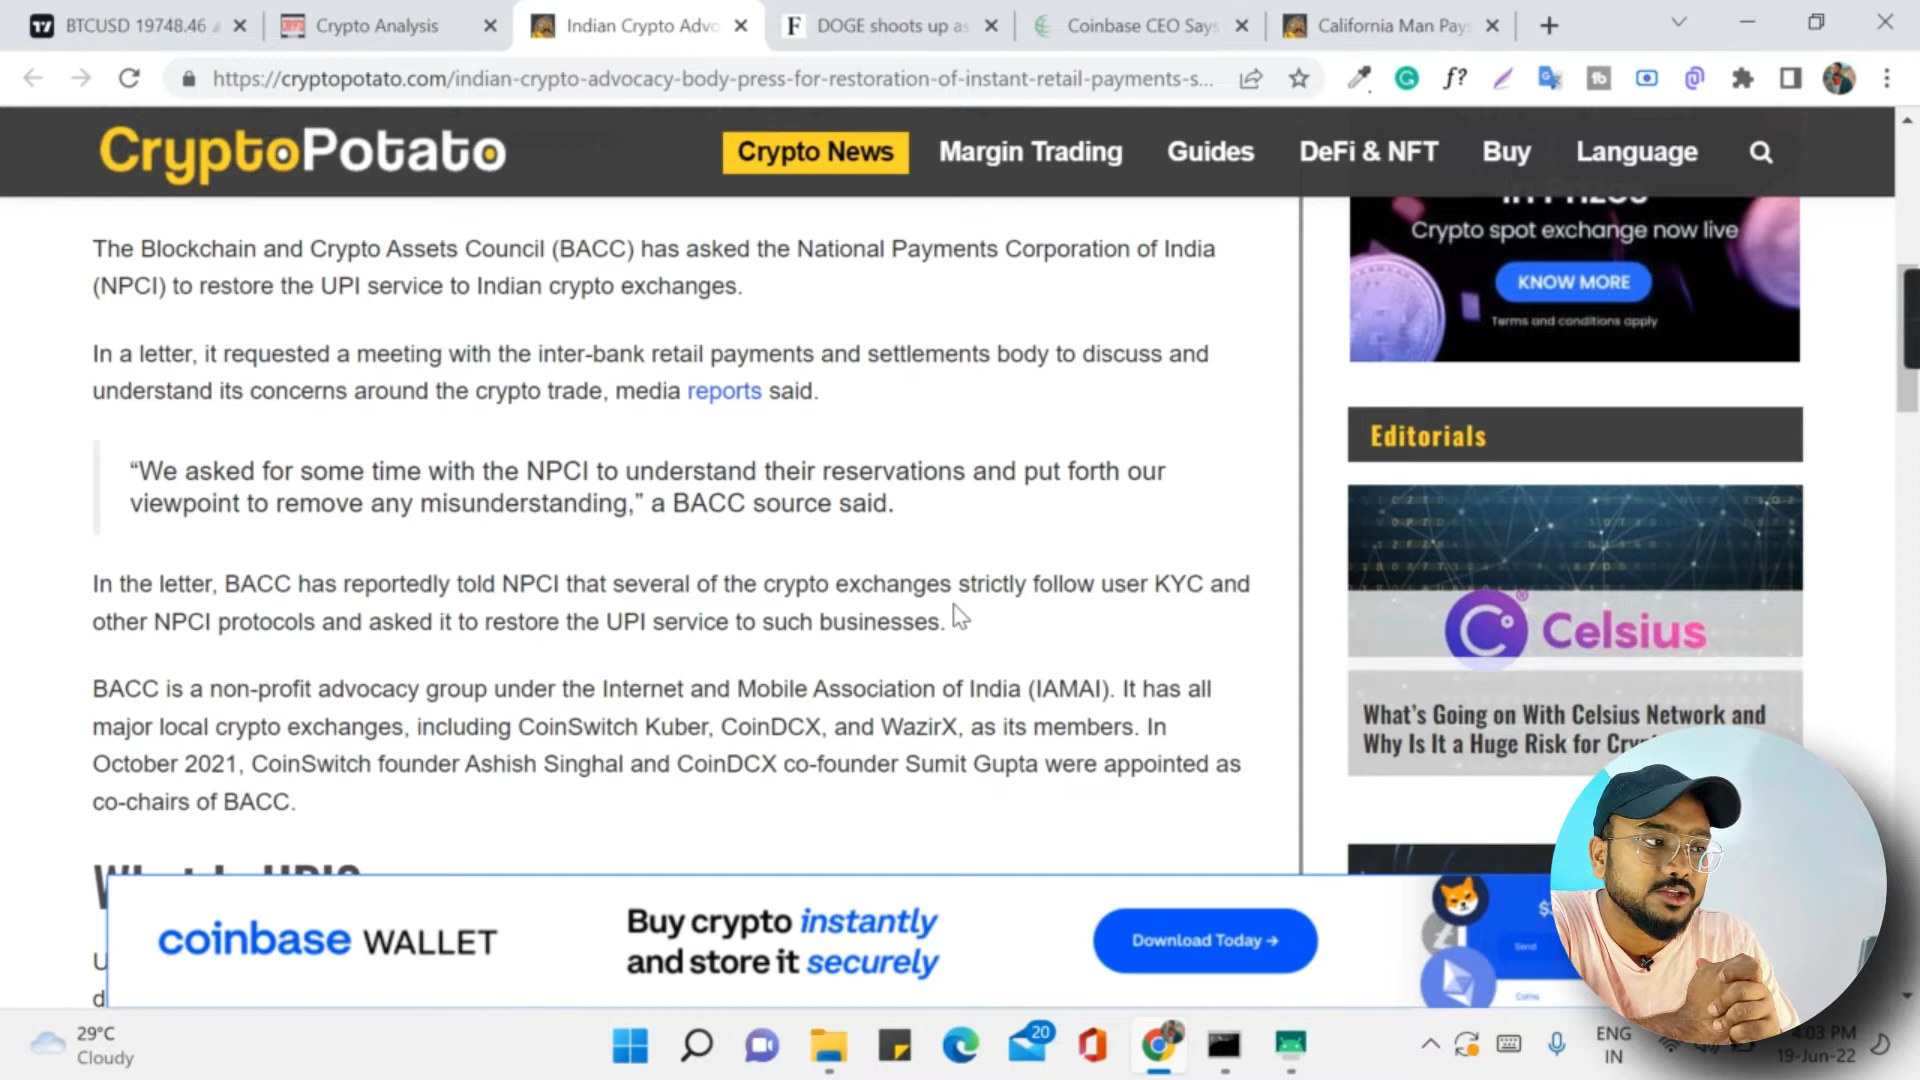 BTCUSD 19748.46
Crypto Analysis
Indian Crypto Advo
DOGE shoots up as
Coinbase CEO Says
California Man Pay
https://cryptopotato.com/indian-crypto-advocacy-body-press-for-restoration-of-instant-retail-payments-s...
CryptoPotato
Crypto News
Margin Trading
Guides
DeFi & NFT
Buy
Language
The Blockchain and Crypto Assets Council (BACC) has asked the National Payments Corporation of India
(NPCI) to restore the UPI service to Indian crypto exchanges.
In a letter, it requested a meeting with the inter-bank retail payments and settlements body to discuss and
understand its concerns around the crypto trade, media reports said.
“We asked for some time with the NPCI to understand their reservations and put forth our
viewpoint to remove any misunderstanding,” a BACC source said.
In the letter, BACC has reportedly told NPCI that several of the crypto exchanges strictly follow user KYC and
other NPCI protocols and asked it to restore the UPI service to such businesses.
BACC is a non-profit advocacy group under the Internet and Mobile Association of India (IAMAI). It has all
major local crypto exchanges, including CoinSwitch Kuber, CoinDCX, and WazirX, as its members. In
October 2021, CoinSwitch founder Ashish Singhal and CoinDCX co-founder Sumit Gupta were appointed as
co-chairs of BACC.
Crypto spot exchange now live
KNOW MORE
Terms and conditions apply
Editorials
Celsius
What’s Going on With Celsius Network and
Why Is It a Huge Risk for
coinbase WALLET
Buy crypto instantly
and store it securely
Download Today →
Send
Coins
29°C
Cloudy
20
ENG
IN
4:03 PM
19-Jun-22